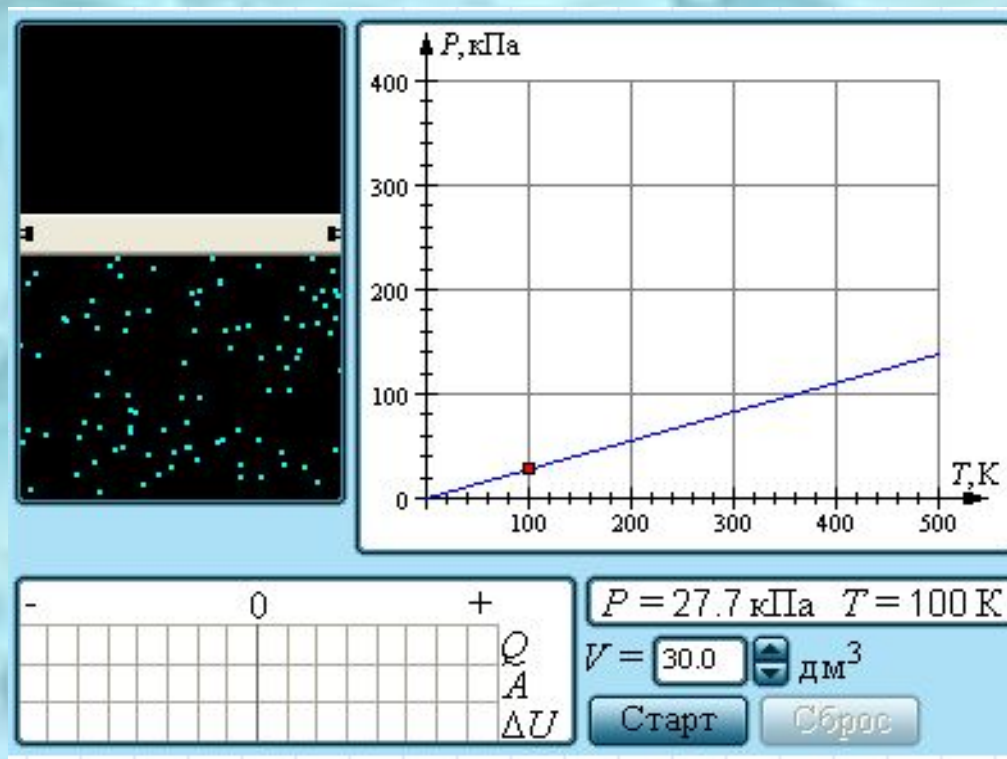 P, кПа
400
300
200
100
0
100 200 300 400 500
T, К
- 0 +
Q
A
ΔU
P = 27.7 кПа T = 100 К
V = 30.0 дм³
Старт Сброс